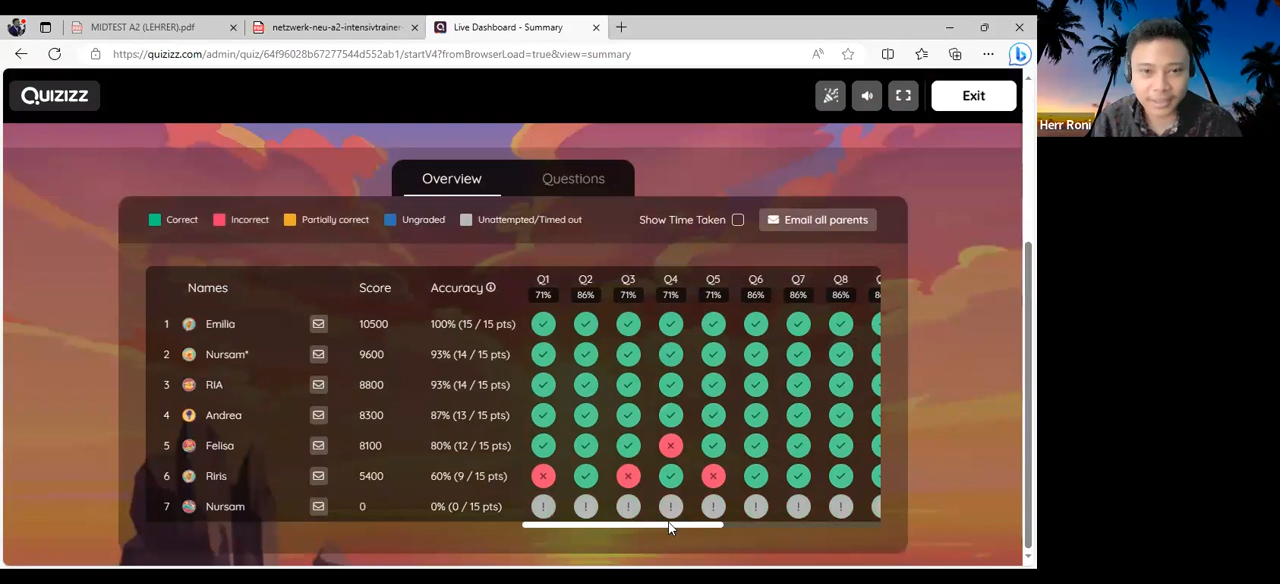 MIDTEST A2 (LEHRER).pdf
netzwerk-neu-a2-intensivtrainer-
Live Dashboard - Summary
https://quizizz.com/admin/quiz/64f96028b67277544d552ab1/startV4?fromBrowserLoad=true&view=summary
QUIZIZZ
Exit
Herr Roni
Overview
Questions
Correct
Incorrect
Partially correct
Ungraded
Unattempted/Timed out
Show Time Taken
Email all parents
Names Score Accuracy Q1 Q2 Q3 Q4 Q5 Q6 Q7 Q8
71% 86% 71% 71% 71% 86% 86% 86%
1 Emilia 10500 100% (15 / 15 pts)
2 Nursam* 9600 93% (14 / 15 pts)
3 RIA 8800 93% (14 / 15 pts)
4 Andrea 8300 87% (13 / 15 pts)
5 Felisa 8100 80% (12 / 15 pts)
6 Riris 5400 60% (9 / 15 pts)
7 Nursam 0 0% (0 / 15 pts)